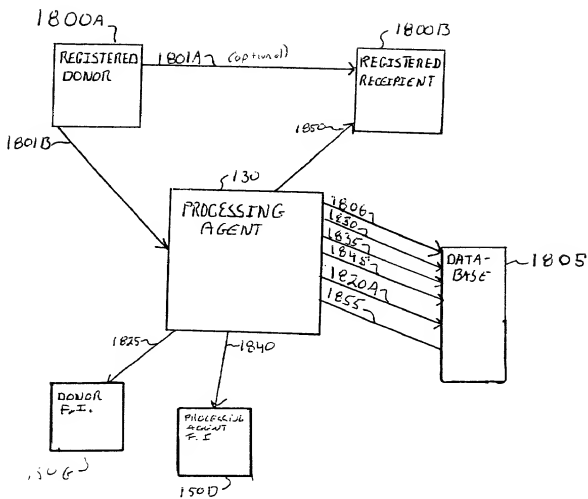 1800A
1800B
REGISTERED
DONOR
1801A (optional)
REGISTERED
RECEIPIENT
1801B
1850
130
PROCESSING
AGENT
1806
1830
1835
1845
1820A
1855
DATA-
BASE
1805
1825
1840
DONOR
F.I.
PROCESSING
AGENT
F.I
150D